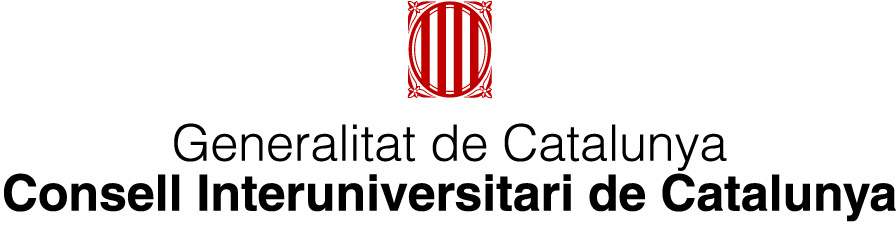 Generalitat de Catalunya
Consell Interuniversitari de Catalunya